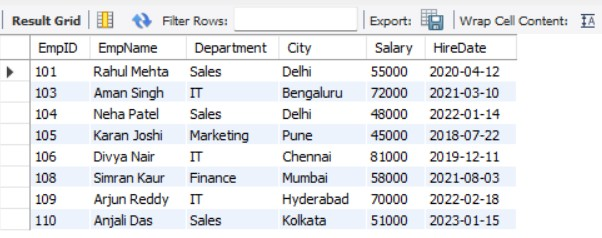 Result Grid Filter Rows: Export: Wrap Cell Content: IA
EmpID EmpName Department City Salary HireDate
101 Rahul Mehta Sales Delhi 55000 2020-04-12
103 Aman Singh IT Bengaluru 72000 2021-03-10
104 Neha Patel Sales Delhi 48000 2022-01-14
105 Karan Joshi Marketing Pune 45000 2018-07-22
106 Divya Nair IT Chennai 81000 2019-12-11
108 Simran Kaur Finance Mumbai 58000 2021-08-03
109 Arjun Reddy IT Hyderabad 70000 2022-02-18
110 Anjali Das Sales Kolkata 51000 2023-01-15